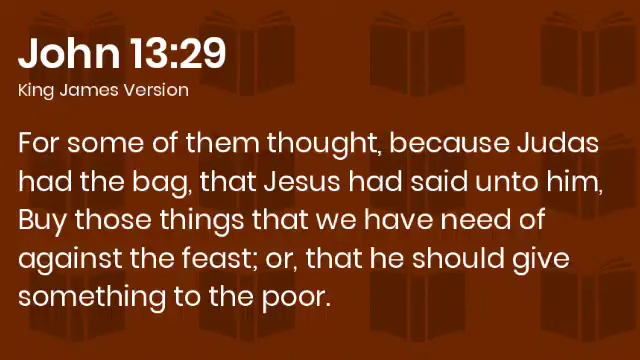 John 13:29
King James Version
For some of them thought, because Judas
had the bag, that Jesus had said unto him,
Buy those things that we have need of
against the feast; or, that he should give
something to the poor.